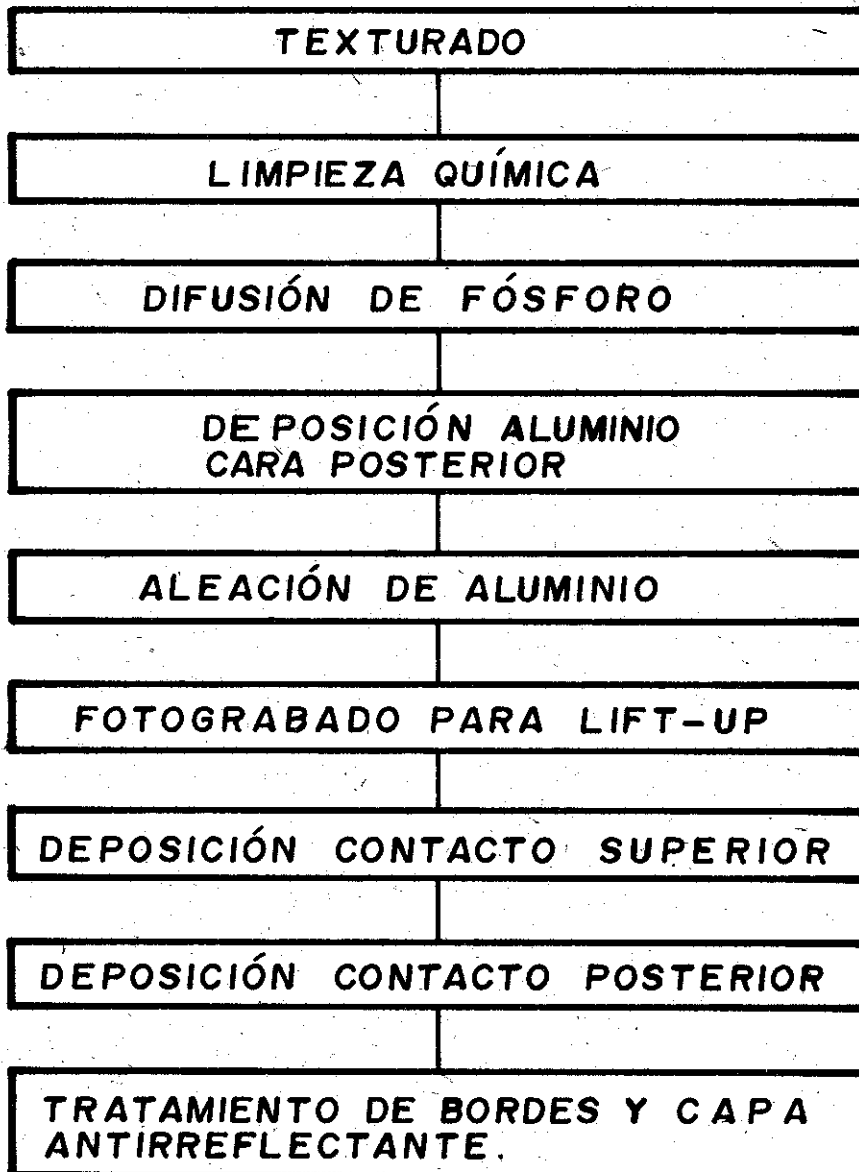 TEXTURADO
LIMPIEZA QUÍMICA
DIFUSIÓN DE FÓSFORO
DEPOSICIÓN ALUMINIO
CARA POSTERIOR
ALEACIÓN DE ALUMINIO
FOTOGRABADO PARA LIFT-UP
DEPOSICIÓN CONTACTO SUPERIOR
DEPOSICIÓN CONTACTO POSTERIOR
TRATAMIENTO DE BORDES Y CAPA
ANTIRREFLECTANTE.